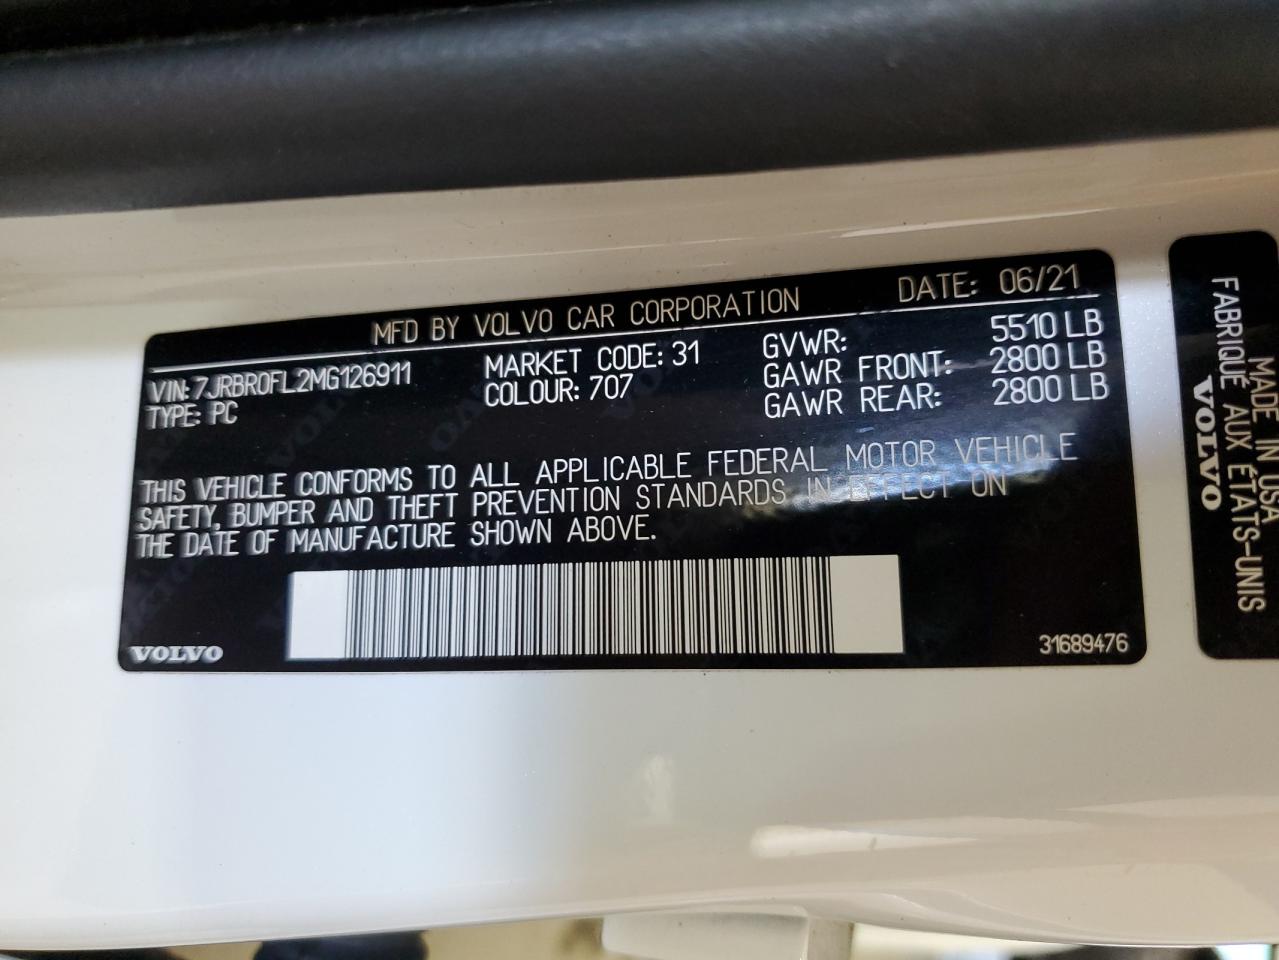 MFD BY VOLVO CAR CORPORATION DATE: 06/21
VIN: 7JRBR0FL2MG126911 MARKET CODE: 31 GVWR: 5510 LB
TYPE: PC COLOUR: 707 GAWR FRONT: 2800 LB
GAWR REAR: 2800 LB
THIS VEHICLE CONFORMS TO ALL APPLICABLE FEDERAL MOTOR VEHICLE
SAFETY, BUMPER AND THEFT PREVENTION STANDARDS IN EFFECT ON
THE DATE OF MANUFACTURE SHOWN ABOVE.
VOLVO
31689476
MADE IN USA
FABRIQUÉ AUX ÉTATS-UNIS
VOLVO